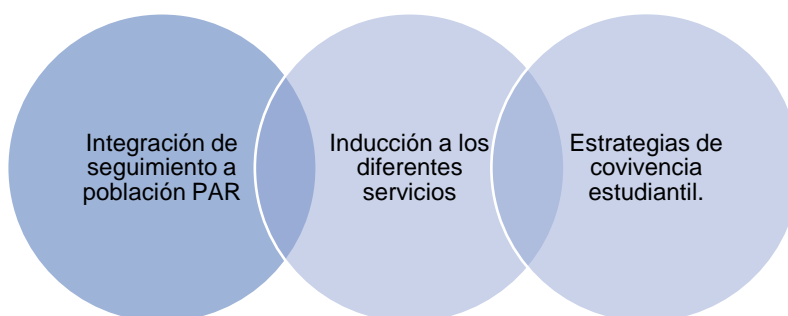 Integración de
seguimiento a
población PAR
Inducción a los
diferentes
servicios
Estrategias de
covivencia
estudiantil.